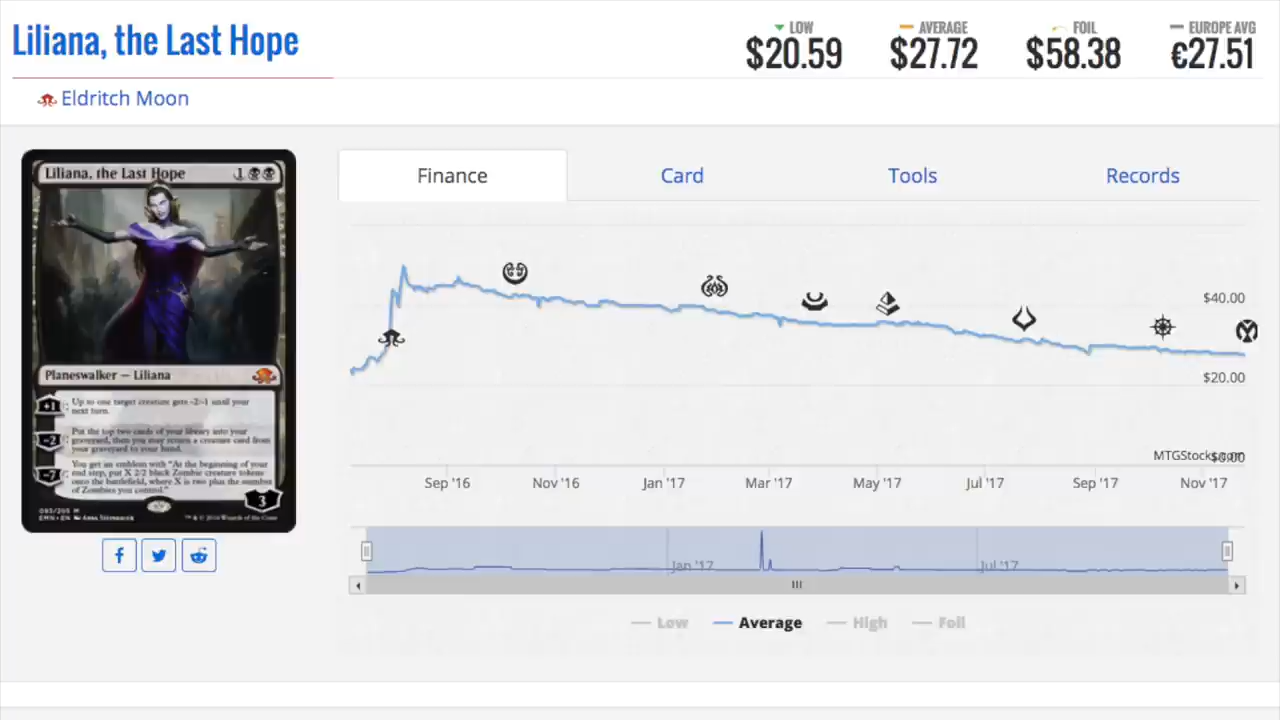 Liliana, the Last Hope
LOW
$20.59
AVERAGE
$27.72
FOIL
$58.38
EUROPE AVG
€27.51
Eldritch Moon
Liliana, the Last Hope 1
Planeswalker — Liliana
+1: Up to one target creature gets -2/-1 until your
next turn.
-2: Put the top two cards of your library into your
graveyard, then you may return a creature card from
your graveyard to your hand.
-7: You get an emblem with "At the beginning of your
end step, put X 2/2 black Zombie creature tokens
onto the battlefield, where X is two plus the number
of Zombies you control."
3
Finance
Card
Tools
Records
$40.00
$20.00
MTGStocks.com
$0.00
Sep '16
Nov '16
Jan '17
Mar '17
May '17
Jul '17
Sep '17
Nov '17
Jan '17
Jul '17
Low
Average
High
Foil